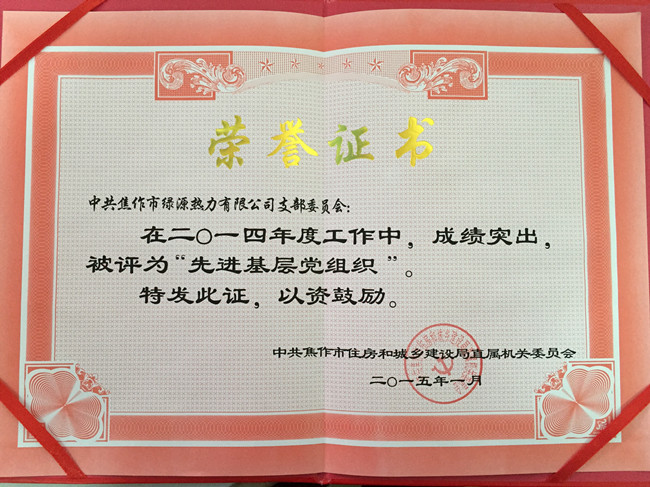 荣誉证书
中共焦作市绿源热力有限公司支部委员会：
在二〇一四年度工作中，成绩突出，
被评为“先进基层党组织”。
特发此证，以资鼓励。
中共焦作市住房和城乡建设局直属机关委员会
二〇一五年一月